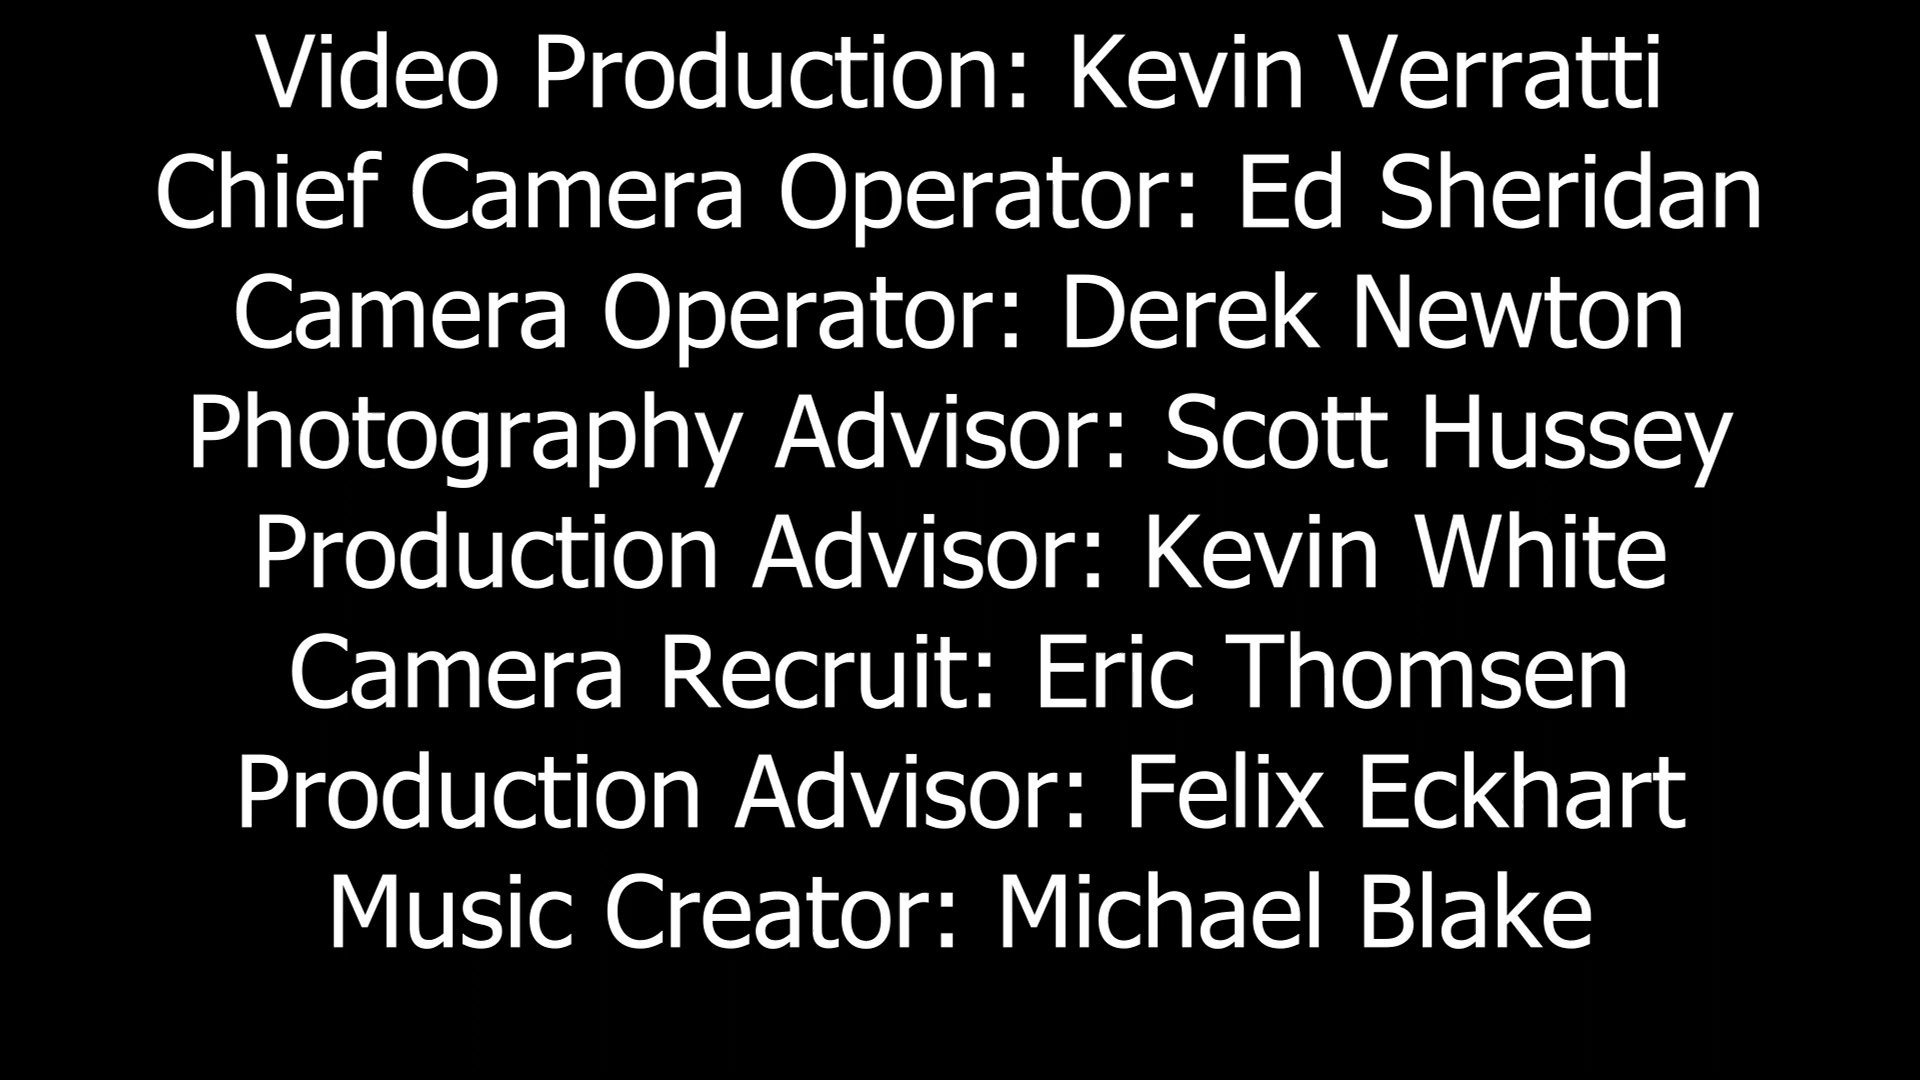 Video Production: Kevin Verratti
Chief Camera Operator: Ed Sheridan
Camera Operator: Derek Newton
Photography Advisor: Scott Hussey
Production Advisor: Kevin White
Camera Recruit: Eric Thomsen
Production Advisor: Felix Eckhart
Music Creator: Michael Blake